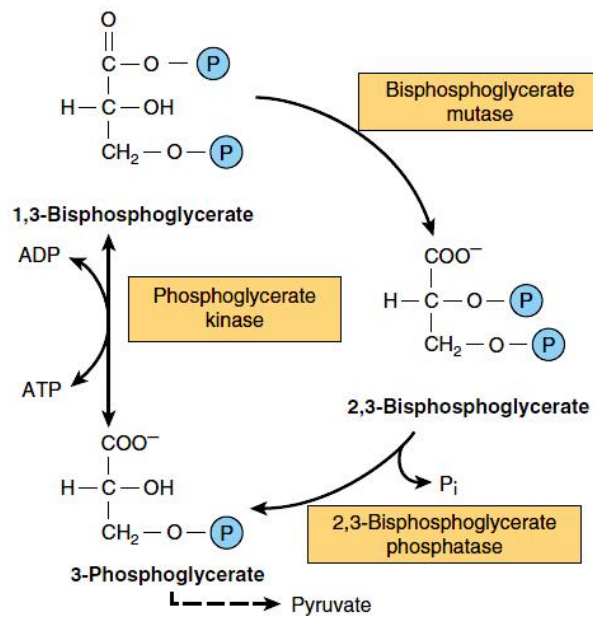 O
C—O—P
H—C—OH
CH₂—O—P
1,3-Bisphosphoglycerate
Bisphosphoglycerate
mutase
ADP
Phosphoglycerate
kinase
ATP
COO⁻
H—C—O—P
CH₂—O—P
2,3-Bisphosphoglycerate
COO⁻
H—C—OH
CH₂—O—P
3-Phosphoglycerate
Pᵢ
2,3-Bisphosphoglycerate
phosphatase
Pyruvate